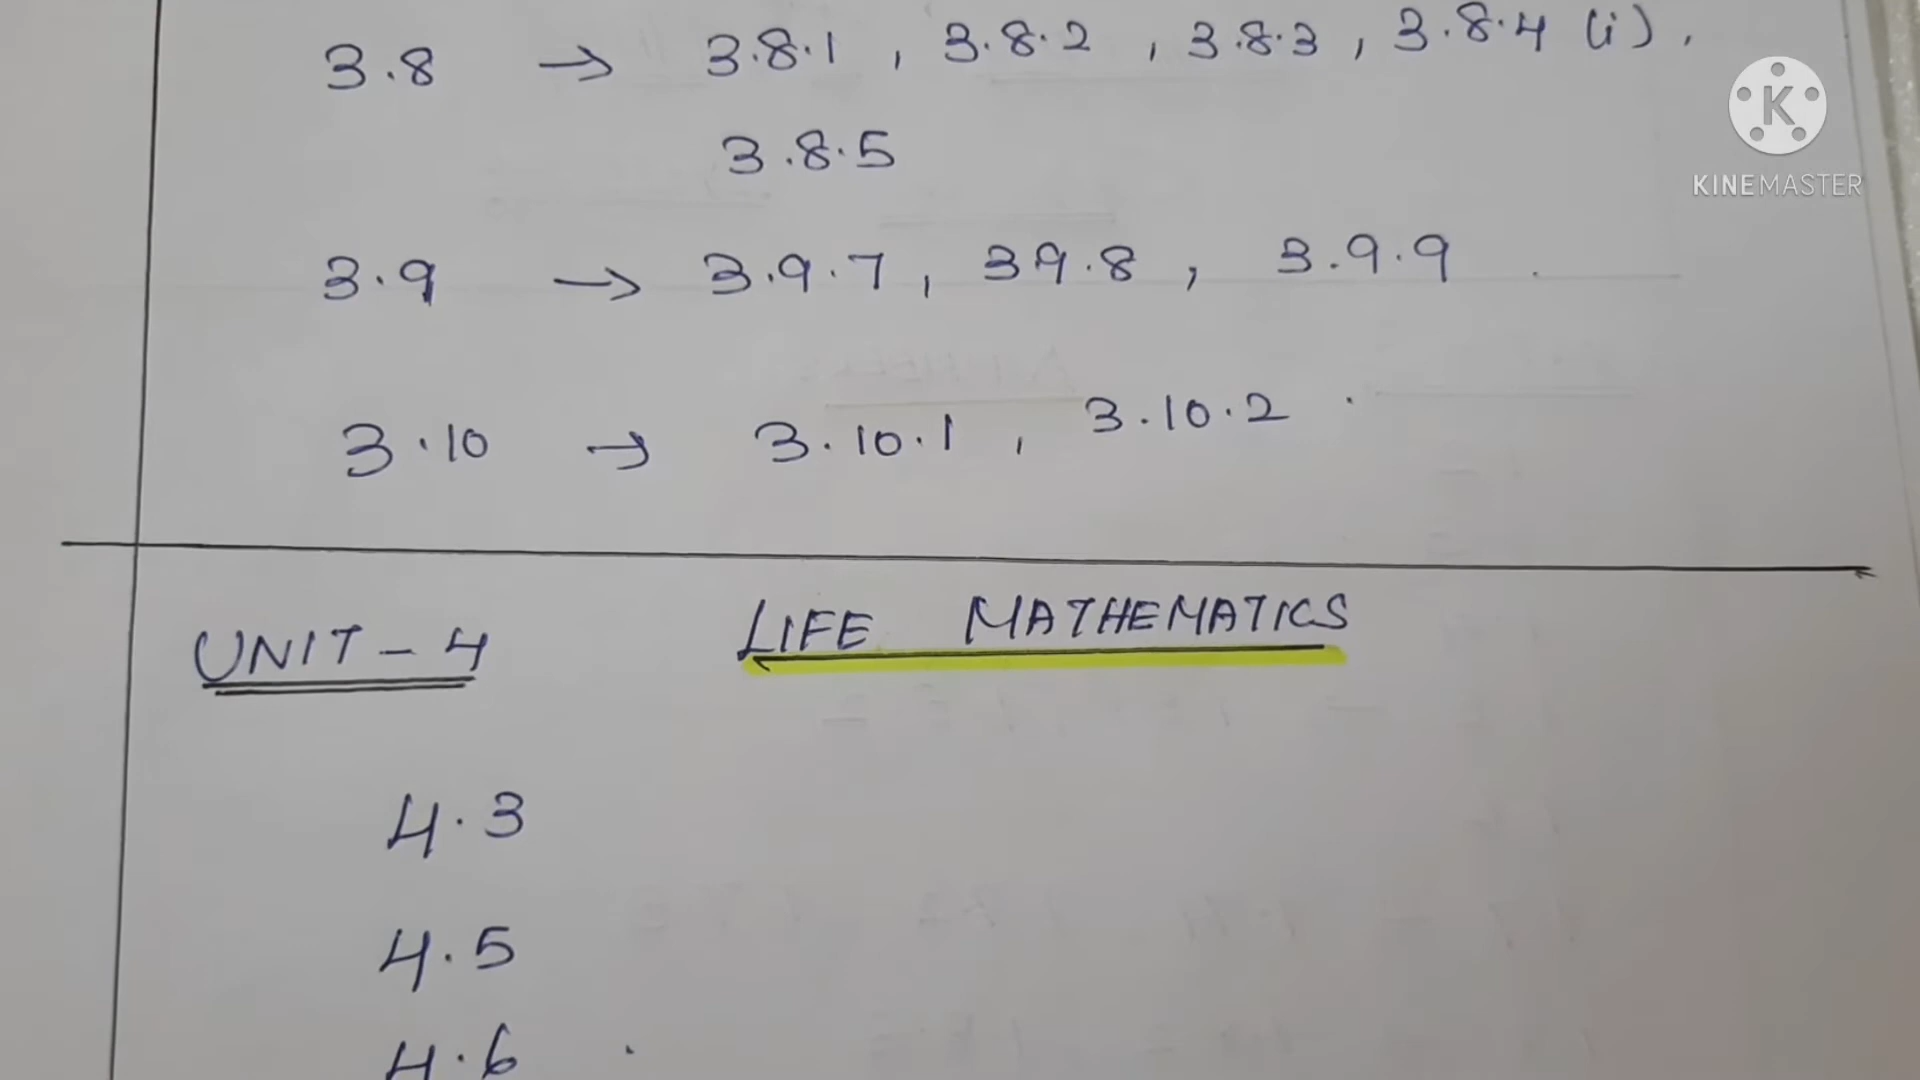 3.8 → 3.8.1 , 3.8.2 , 3.8.3 , 3.8.4 (i) ,
3.8.5
3.9 → 3.9.7 , 39.8 , 3.9.9 .
3.10 → 3.10.1 , 3.10.2 .
UNIT - 4 LIFE MATHEMATICS
4.3
4.5
4.6 .
K
KINEMASTER